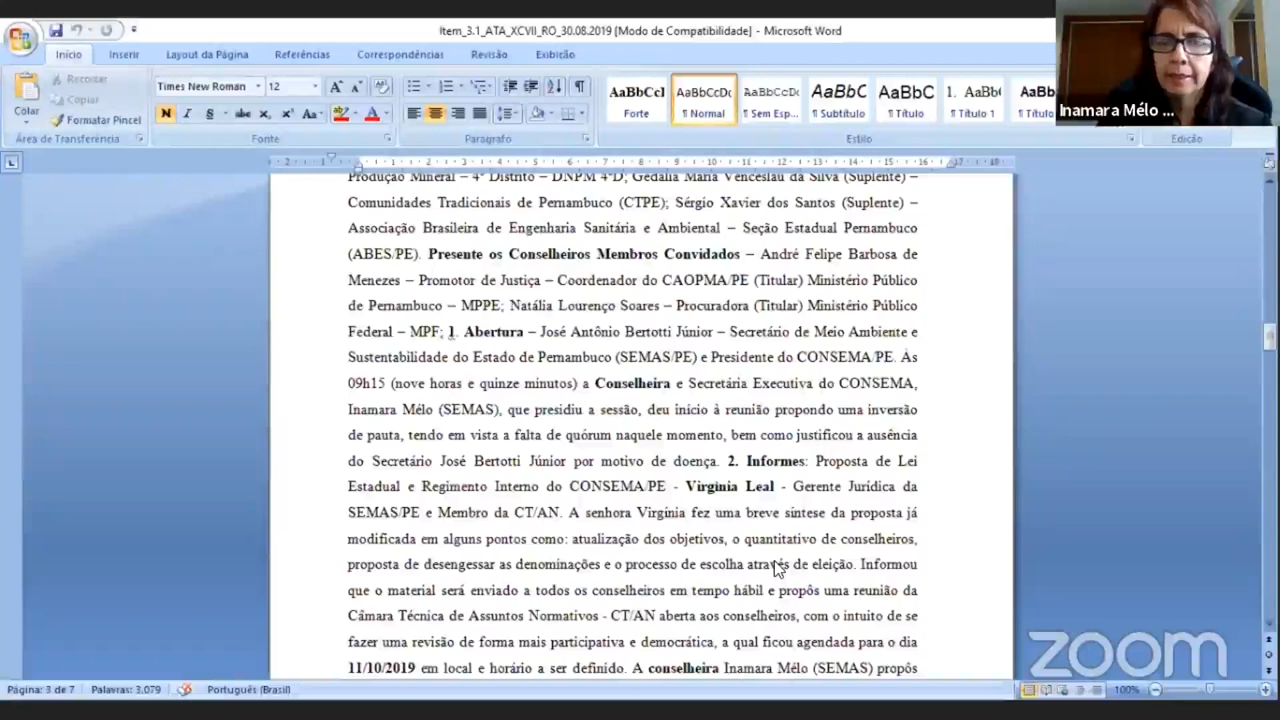 Item_3.1_ATA_XCVII_RO_30.08.2019 [Modo de Compatibilidade] - Microsoft Word
Início Inserir Layout da Página Referências Correspondências Revisão Exibição
Colar
Recortar
Copiar
Formatar Pincel
Área de Transferência
Times New Roman 12
Fonte
Parágrafo
AaBbCcI AaBbCcDc AaBbCcDc AaBbC AaBbC 1. AaBb( AaBb
Forte ¶ Normal ¶ Sem Esp... ¶ Subtítulo ¶ Título ¶ Título 1 ¶ Título
Estilo
Edição
Inamara Mélo ...
Produção Mineral – 4º Distrito – DNPM 4ºD; Gedália Maria Venceslau da Silva (Suplente) –
Comunidades Tradicionais de Pernambuco (CTPE); Sérgio Xavier dos Santos (Suplente) –
Associação Brasileira de Engenharia Sanitária e Ambiental – Seção Estadual Pernambuco
(ABES/PE). Presente os Conselheiros Membros Convidados – André Felipe Barbosa de
Menezes – Promotor de Justiça – Coordenador do CAOPMA/PE (Titular) Ministério Público
de Pernambuco – MPPE; Natália Lourenço Soares – Procuradora (Titular) Ministério Público
Federal – MPF; 1. Abertura – José Antônio Bertotti Júnior – Secretário de Meio Ambiente e
Sustentabilidade do Estado de Pernambuco (SEMAS/PE) e Presidente do CONSEMA/PE. Às
09h15 (nove horas e quinze minutos) a Conselheira e Secretária Executiva do CONSEMA,
Inamara Mélo (SEMAS), que presidiu a sessão, deu início à reunião propondo uma inversão
de pauta, tendo em vista a falta de quórum naquele momento, bem como justificou a ausência
do Secretário José Bertotti Júnior por motivo de doença. 2. Informes: Proposta de Lei
Estadual e Regimento Interno do CONSEMA/PE - Virgínia Leal - Gerente Jurídica da
SEMAS/PE e Membro da CT/AN. A senhora Virgínia fez uma breve síntese da proposta já
modificada em alguns pontos como: atualização dos objetivos, o quantitativo de conselheiros,
proposta de desengessar as denominações e o processo de escolha através de eleição. Informou
que o material será enviado a todos os conselheiros em tempo hábil e propôs uma reunião da
Câmara Técnica de Assuntos Normativos - CT/AN aberta aos conselheiros, com o intuito de se
fazer uma revisão de forma mais participativa e democrática, a qual ficou agendada para o dia
11/10/2019 em local e horário a ser definido. A conselheira Inamara Mélo (SEMAS) propôs
zoom
Página: 3 de 7 Palavras: 3.079 Português (Brasil) 100%